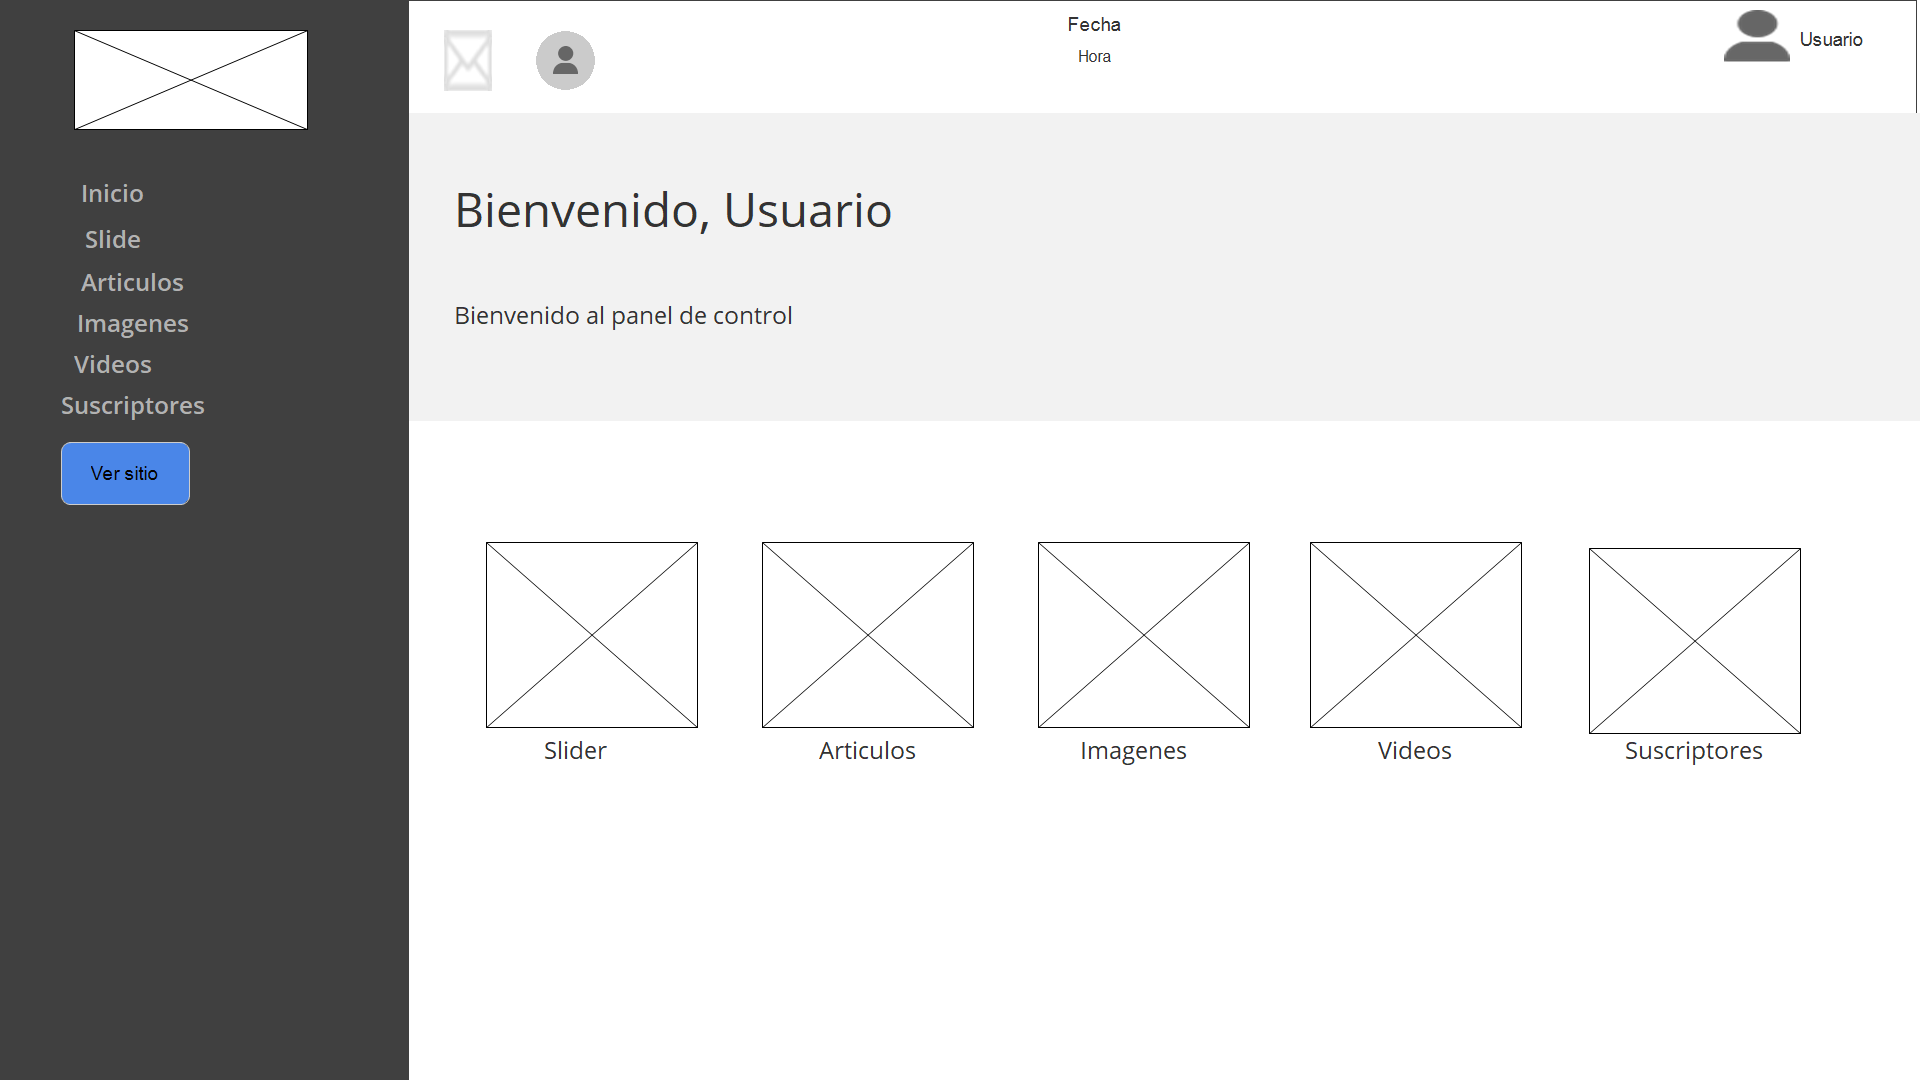 Inicio
Slide
Articulos
Imagenes
Videos
Suscriptores
Ver sitio
Fecha
Hora
Usuario
Bienvenido, Usuario
Bienvenido al panel de control
Slider
Articulos
Imagenes
Videos
Suscriptores